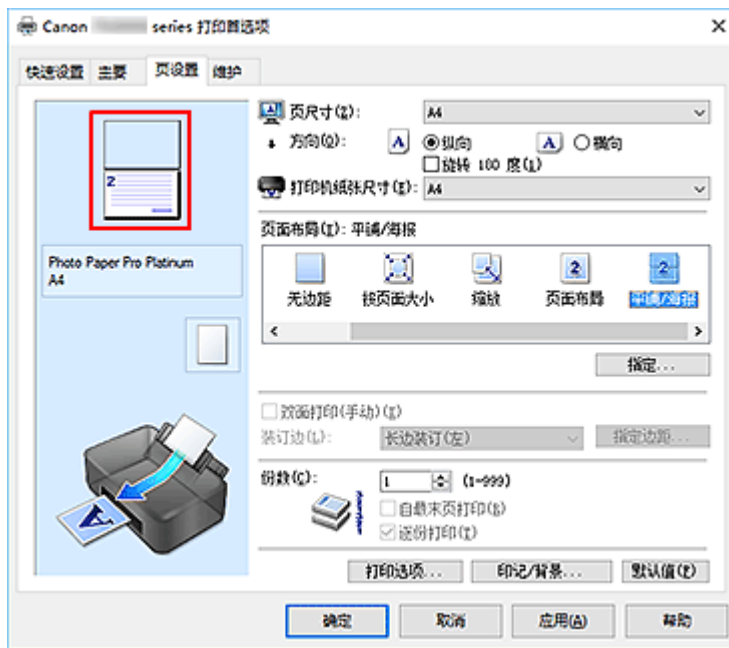 Canon series 打印首选项
快速设置 主要 页设置 维护
页尺寸(Z): A4
方向(O): A 纵向 A 横向
旋转 180 度(1)
打印机纸张尺寸(E): A4
页面布局(I): 平铺/海报
无边距 按页面大小 缩放 页面布局 平铺/海报
指定...
双面打印(手动)(X)
装订边(L): 长边装订(左) 指定边距...
份数(C): 1 (1-999)
自最末页打印(B)
逐份打印(T)
打印选项... 印记/背景... 默认值(F)
确定 取消 应用(A) 帮助
2
Photo Paper Pro Platinum
A4